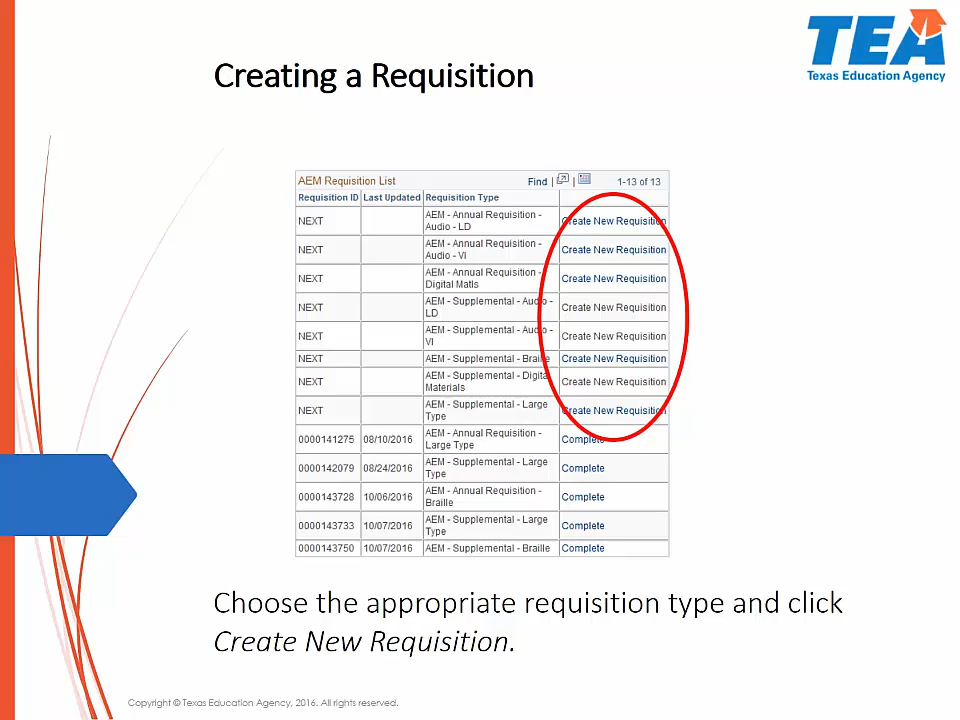 TEA
Texas Education Agency
Creating a Requisition
AEM Requisition List Find | | 1-13 of 13
Requisition ID Last Updated Requisition Type
NEXT AEM - Annual Requisition - Audio - LD Create New Requisition
NEXT AEM - Annual Requisition - Audio - VI Create New Requisition
NEXT AEM - Annual Requisition - Digital Matls Create New Requisition
NEXT AEM - Supplemental - Audio - LD Create New Requisition
NEXT AEM - Supplemental - Audio - VI Create New Requisition
NEXT AEM - Supplemental - Braille Create New Requisition
NEXT AEM - Supplemental - Digital Materials Create New Requisition
NEXT AEM - Supplemental - Large Type Create New Requisition
0000141275 08/10/2016 AEM - Annual Requisition - Large Type Complete
0000142079 08/24/2016 AEM - Supplemental - Large Type Complete
0000143728 10/06/2016 AEM - Annual Requisition - Braille Complete
0000143733 10/07/2016 AEM - Supplemental - Large Type Complete
0000143750 10/07/2016 AEM - Supplemental - Braille Complete
Choose the appropriate requisition type and click
Create New Requisition.
Copyright © Texas Education Agency, 2016. All rights reserved.